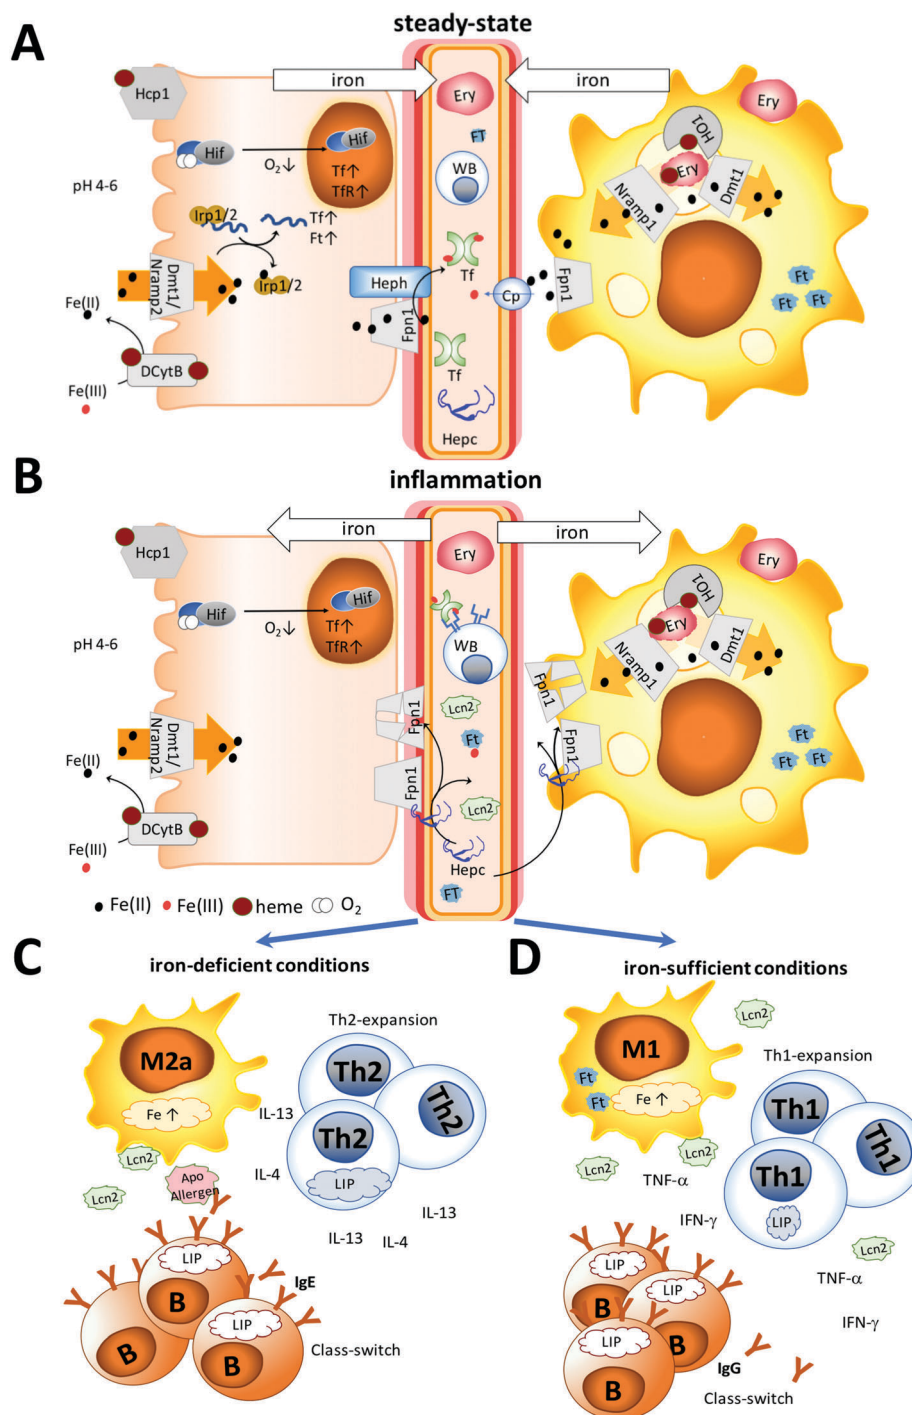 A
steady-state
iron
iron
Hcp1
Ery
Ery
HO1
FT
Hif
O2↓
Hif
Tf↑
TfR↑
WB
Ery
Nramp1
Dmt1
pH 4-6
Irp1/2
Tf↑
Ft↑
Irp1/2
Tf
Dmt1/
Nramp2
Heph
Fpn1
Cp
Fpn1
Ft
Ft
Ft
Fe(II)
DCytB
Fe(III)
Tf
Hepc
B
inflammation
iron
iron
Hcp1
Ery
Ery
HO1
Hif
O2↓
Hif
Tf↑
TfR↑
WB
Ery
Nramp1
Dmt1
pH 4-6
Fpn1
Fpn1
Lcn2
Ft
Dmt1/
Nramp2
Fpn1
Fpn1
Ft
Ft
Ft
Fe(II)
Lcn2
DCytB
Fe(III)
Hepc
FT
Fe(II) Fe(III) heme O2
C
iron-deficient conditions
M2a
Fe ↑
Lcn2
Lcn2
Apo
Allergen
Th2-expansion
Th2
Th2
Th2
LIP
IL-13
IL-4
IL-13
IL-13
IL-4
LIP
B
IgE
LIP
B
B
Class-switch
D
iron-sufficient conditions
Lcn2
M1
Ft
Ft
Fe ↑
Th1-expansion
Th1
Th1
Th1
LIP
Lcn2
Lcn2
TNF-α
IFN-γ
Lcn2
TNF-α
IFN-γ
LIP
B
LIP
B
LIP
B
IgG
Class-switch